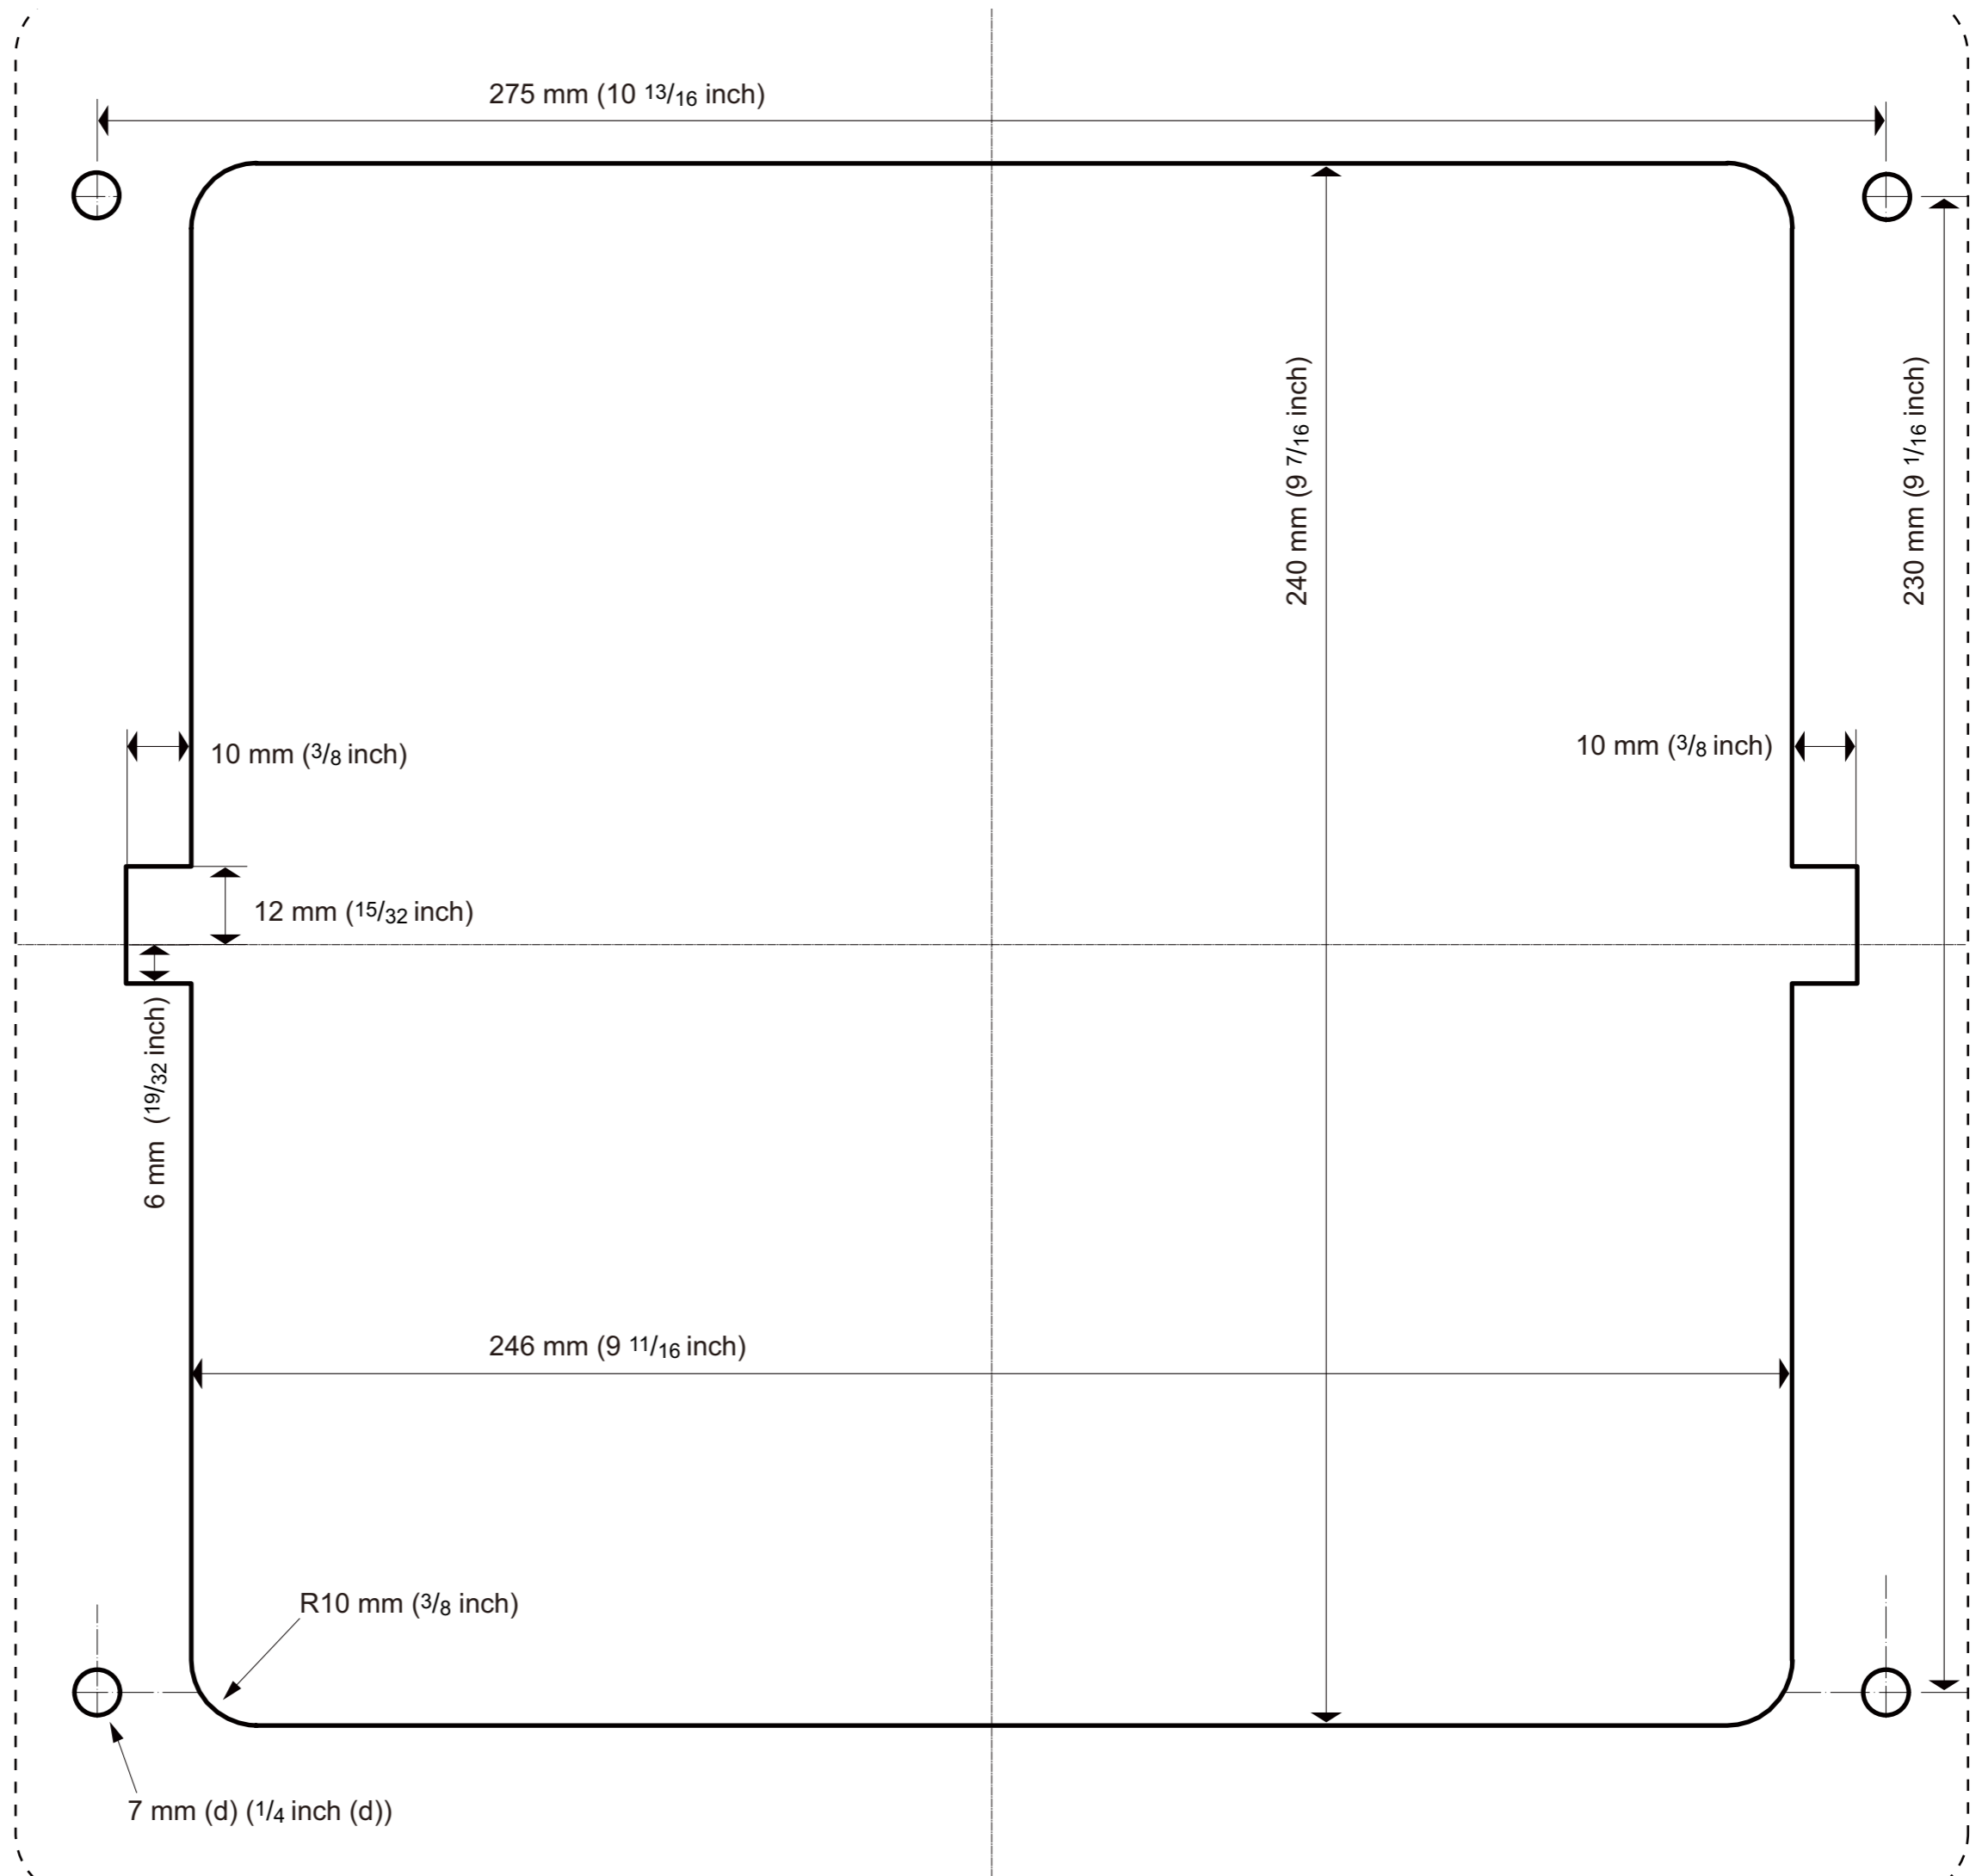 275 mm (10 13/16 inch)
240 mm (9 7/16 inch)
230 mm (9 1/16 inch)
10 mm (3/8 inch)
10 mm (3/8 inch)
12 mm (15/32 inch)
6 mm (19/32 inch)
246 mm (9 11/16 inch)
R10 mm (3/8 inch)
7 mm (d) (1/4 inch (d))